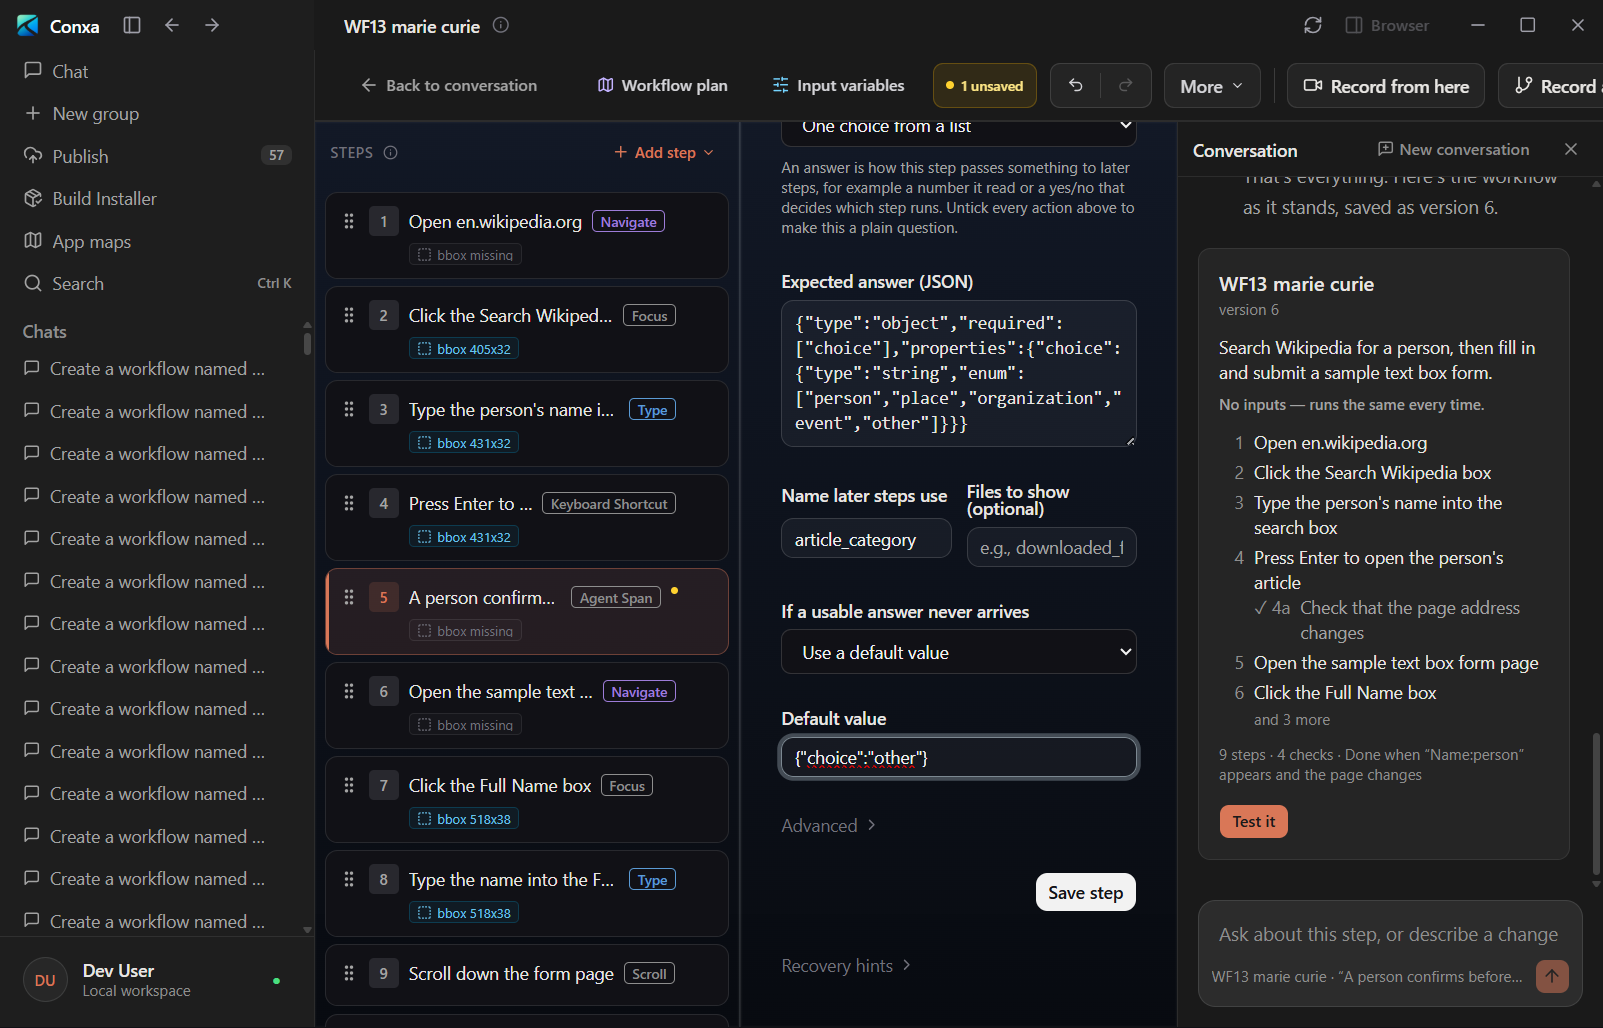 Conxa
WF13 marie curie
Browser
Chat
New group
Publish
57
Build Installer
App maps
Search
Ctrl K
Chats
Create a workflow named ...
Create a workflow named ...
Create a workflow named ...
Create a workflow named ...
Create a workflow named ...
Create a workflow named ...
Create a workflow named ...
Create a workflow named ...
Create a workflow named ...
Create a workflow named ...
Create a workflow named ...
Create a workflow named ...
Create a workflow named ...
Create a workflow named ...
DU
Dev User
Local workspace
Back to conversation
Workflow plan
Input variables
1 unsaved
More
Record from here
Record
STEPS
Add step
1
Open en.wikipedia.org
Navigate
bbox missing
2
Click the Search Wikiped...
Focus
bbox 405x32
3
Type the person's name i...
Type
bbox 431x32
4
Press Enter to ...
Keyboard Shortcut
bbox 431x32
5
A person confirm...
Agent Span
bbox missing
6
Open the sample text ...
Navigate
bbox missing
7
Click the Full Name box
Focus
bbox 518x38
8
Type the name into the F...
Type
bbox 518x38
9
Scroll down the form page
Scroll
One choice from a list
An answer is how this step passes something to later
steps, for example a number it read or a yes/no that
decides which step runs. Untick every action above to
make this a plain question.
Expected answer (JSON)
{"type":"object","required":
["choice"],"properties":{"choice":
{"type":"string","enum":
["person","place","organization","
event","other"]}}}
Name later steps use
article_category
Files to show
(optional)
e.g., downloaded_f
If a usable answer never arrives
Use a default value
Default value
{"choice":"other"}
Advanced
Save step
Recovery hints
Conversation
New conversation
That's everything. Here's the workflow
as it stands, saved as version 6.
WF13 marie curie
version 6
Search Wikipedia for a person, then fill in
and submit a sample text box form.
No inputs — runs the same every time.
1 Open en.wikipedia.org
2 Click the Search Wikipedia box
3 Type the person's name into the
search box
4 Press Enter to open the person's
article
✓ 4a Check that the page address
changes
5 Open the sample text box form page
6 Click the Full Name box
and 3 more
9 steps · 4 checks · Done when “Name:person”
appears and the page changes
Test it
Ask about this step, or describe a change
WF13 marie curie · “A person confirms before...